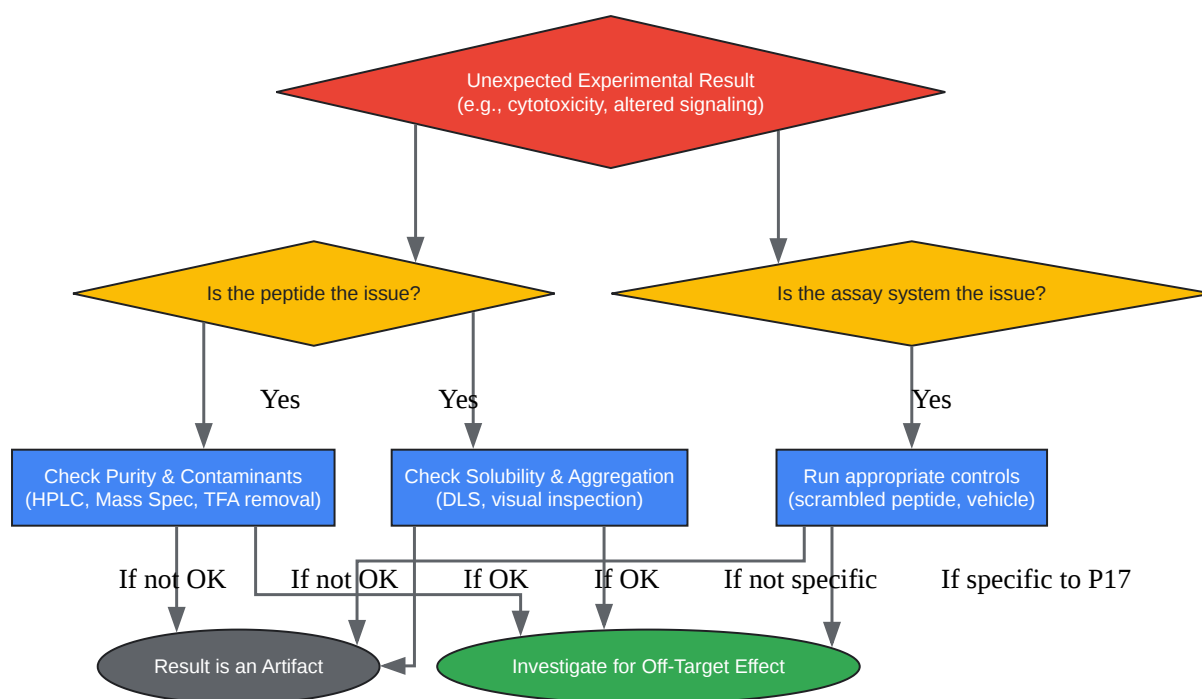 Unexpected Experimental Result
(e.g., cytotoxicity, altered signaling)
Is the peptide the issue?
Is the assay system the issue?
Yes
Yes
Yes
Check Purity & Contaminants
(HPLC, Mass Spec, TFA removal)
Check Solubility & Aggregation
(DLS, visual inspection)
Run appropriate controls
(scrambled peptide, vehicle)
If not OK
If not OK
If OK
If OK
If not specific
If specific to P17
Result is an Artifact
Investigate for Off-Target Effect